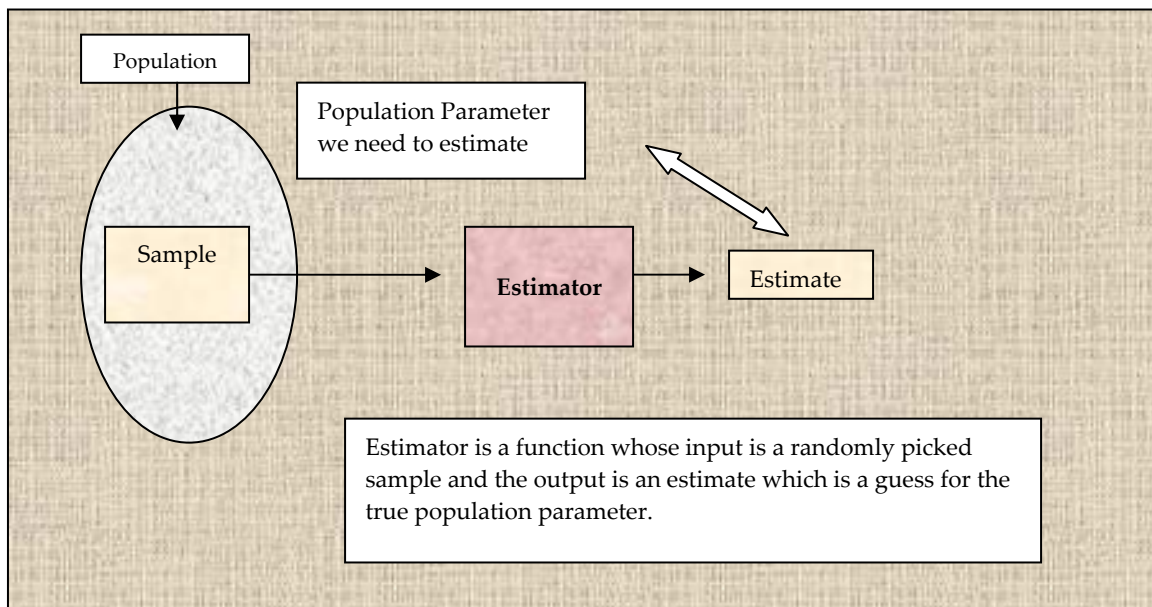 Population
Population Parameter
we need to estimate
Sample
Estimator
Estimate
Estimator is a function whose input is a randomly picked
sample and the output is an estimate which is a guess for the
true population parameter.